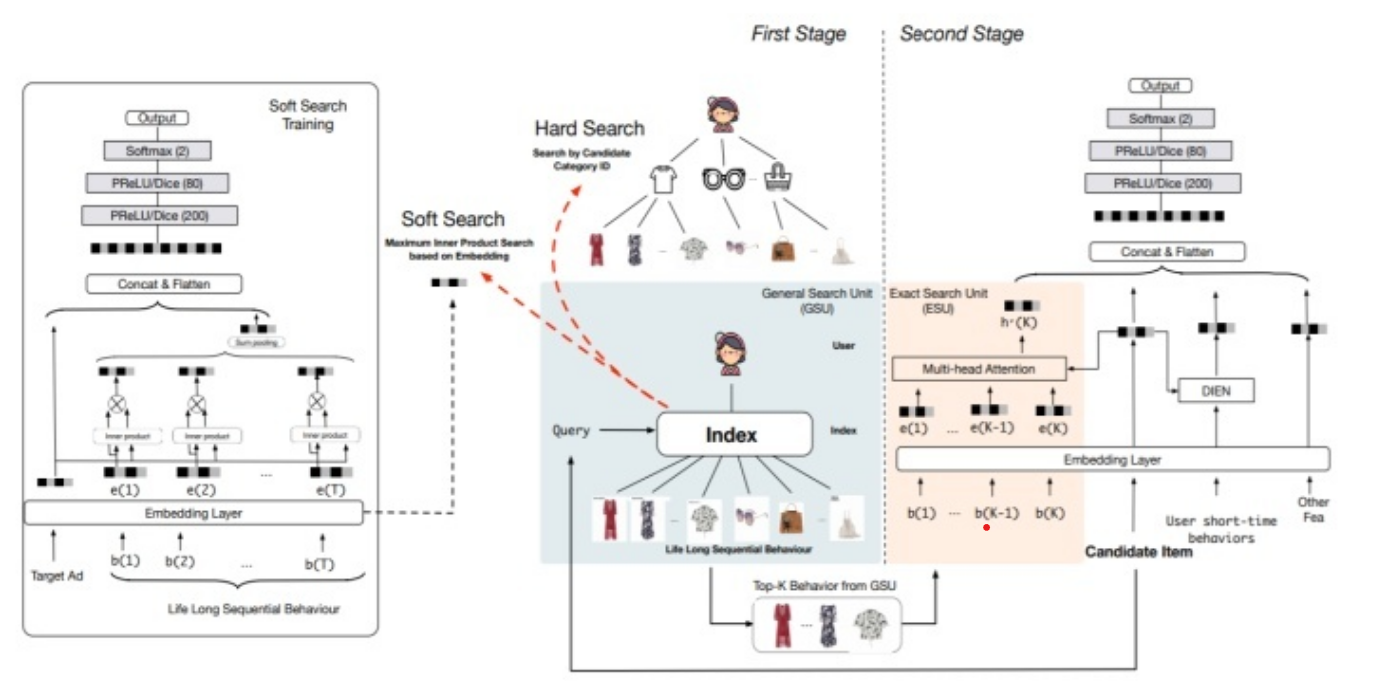 First Stage
Second Stage
Soft Search
Training
Output
Softmax (2)
PReLU/Dice (80)
PReLU/Dice (200)
Concat & Flatten
Sum pooling
Inner product
Inner product
Inner product
e(1)
e(2)
...
e(T)
Embedding Layer
Target Ad
b(1)
b(2)
...
b(T)
Life Long Sequential Behaviour
Soft Search
Maximum Inner Product Search
based on Embedding
Hard Search
Search by Candidate
Category ID
...
...
...
General Search Unit
(GSU)
User
Query
Index
Index
...
...
Life Long Sequential Behaviour
Top-K Behavior from GSU
...
Exact Search Unit
(ESU)
Output
Softmax (2)
PReLU/Dice (80)
PReLU/Dice (200)
Concat & Flatten
h'(K)
Multi-head Attention
DIEN
e(1)
...
e(K-1)
e(K)
Embedding Layer
b(1)
...
b(K-1)
b(K)
Candidate Item
User short-time
behaviors
Other
Fea